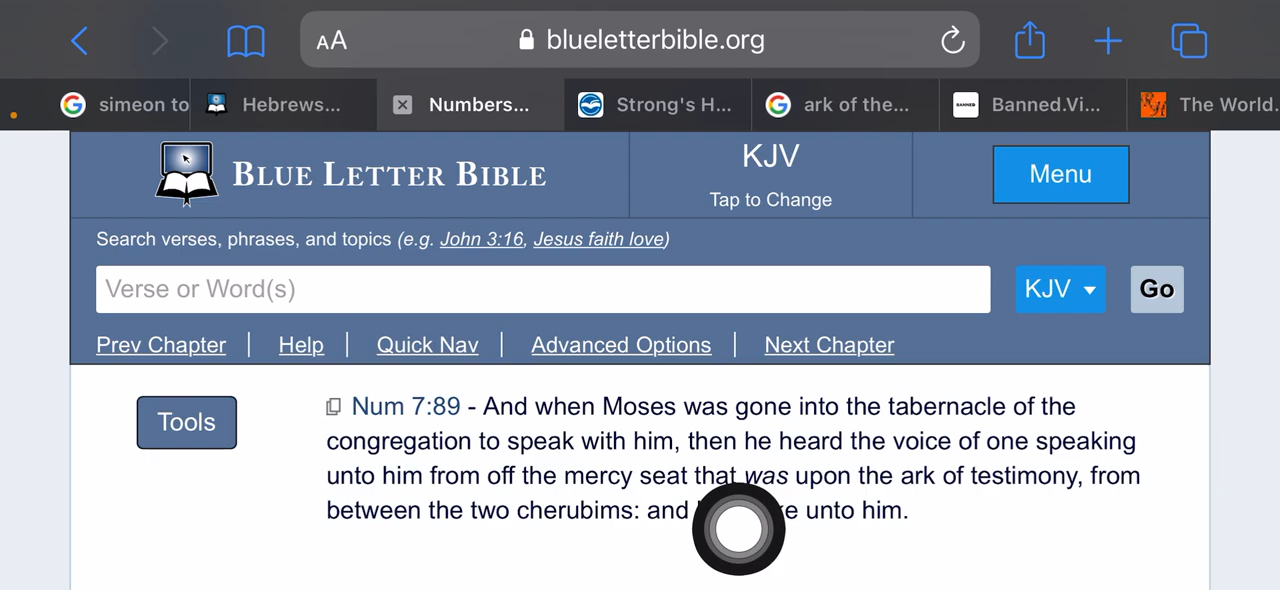 AA blueletterbible.org
simeon to Hebrews... Numbers... Strong's H... ark of the... BANNED Banned.Vi... The World.
BLUE LETTER BIBLE KJV Menu
Tap to Change
Search verses, phrases, and topics (e.g. John 3:16, Jesus faith love)
Verse or Word(s) KJV Go
Prev Chapter | Help | Quick Nav | Advanced Options | Next Chapter
Tools Num 7:89 - And when Moses was gone into the tabernacle of the
congregation to speak with him, then he heard the voice of one speaking
unto him from off the mercy seat that was upon the ark of testimony, from
between the two cherubims: and unto him.